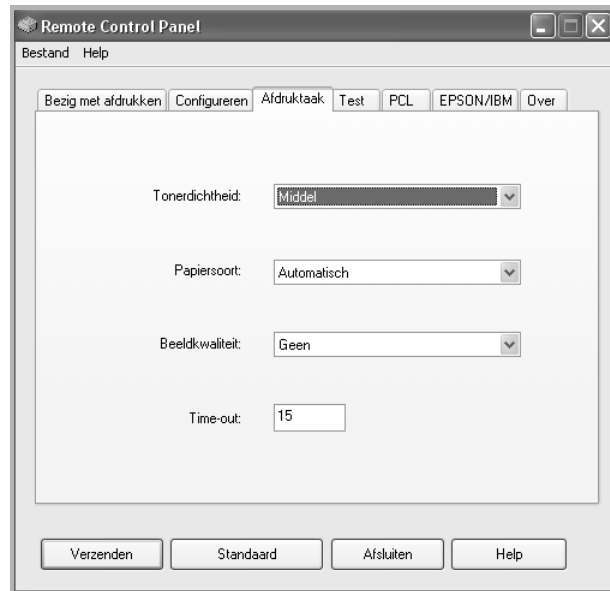 Remote Control Panel
Bestand Help
Bezig met afdrukken Configureren Afdruktaak Test PCL EPSON/IBM Over
Tonerdichtheid: Middel
Papiersoort: Automatisch
Beeldkwaliteit: Geen
Time-out: 15
Verzenden Standaard Afsluiten Help